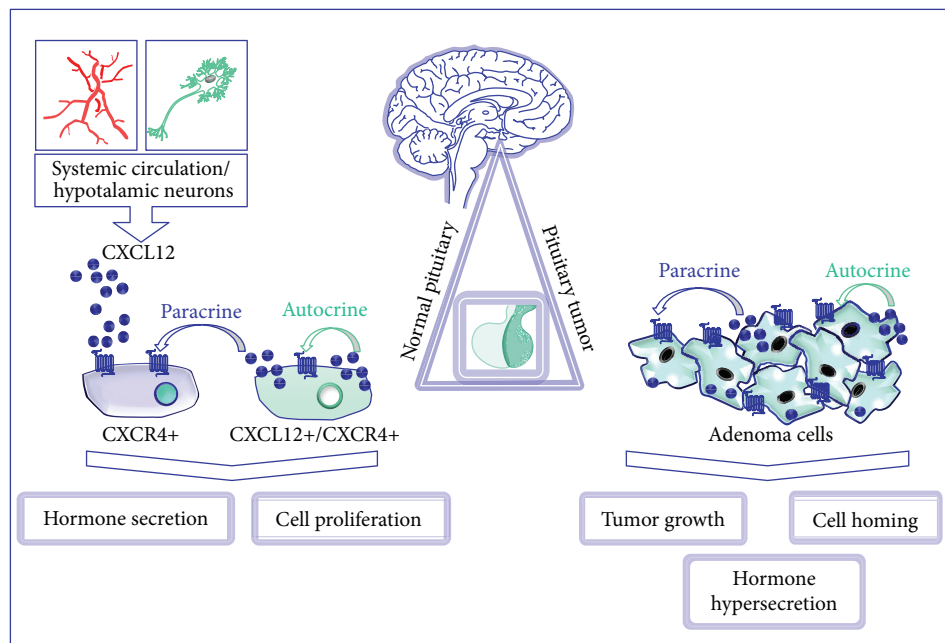 Systemic circulation/
hypotalamic neurons
CXCL12
Paracrine
Autocrine
CXCR4+
CXCL12+/CXCR4+
Hormone secretion
Cell proliferation
Normal pituitary
Pituitary tumor
Paracrine
Autocrine
Adenoma cells
Tumor growth
Cell homing
Hormone
hypersecretion